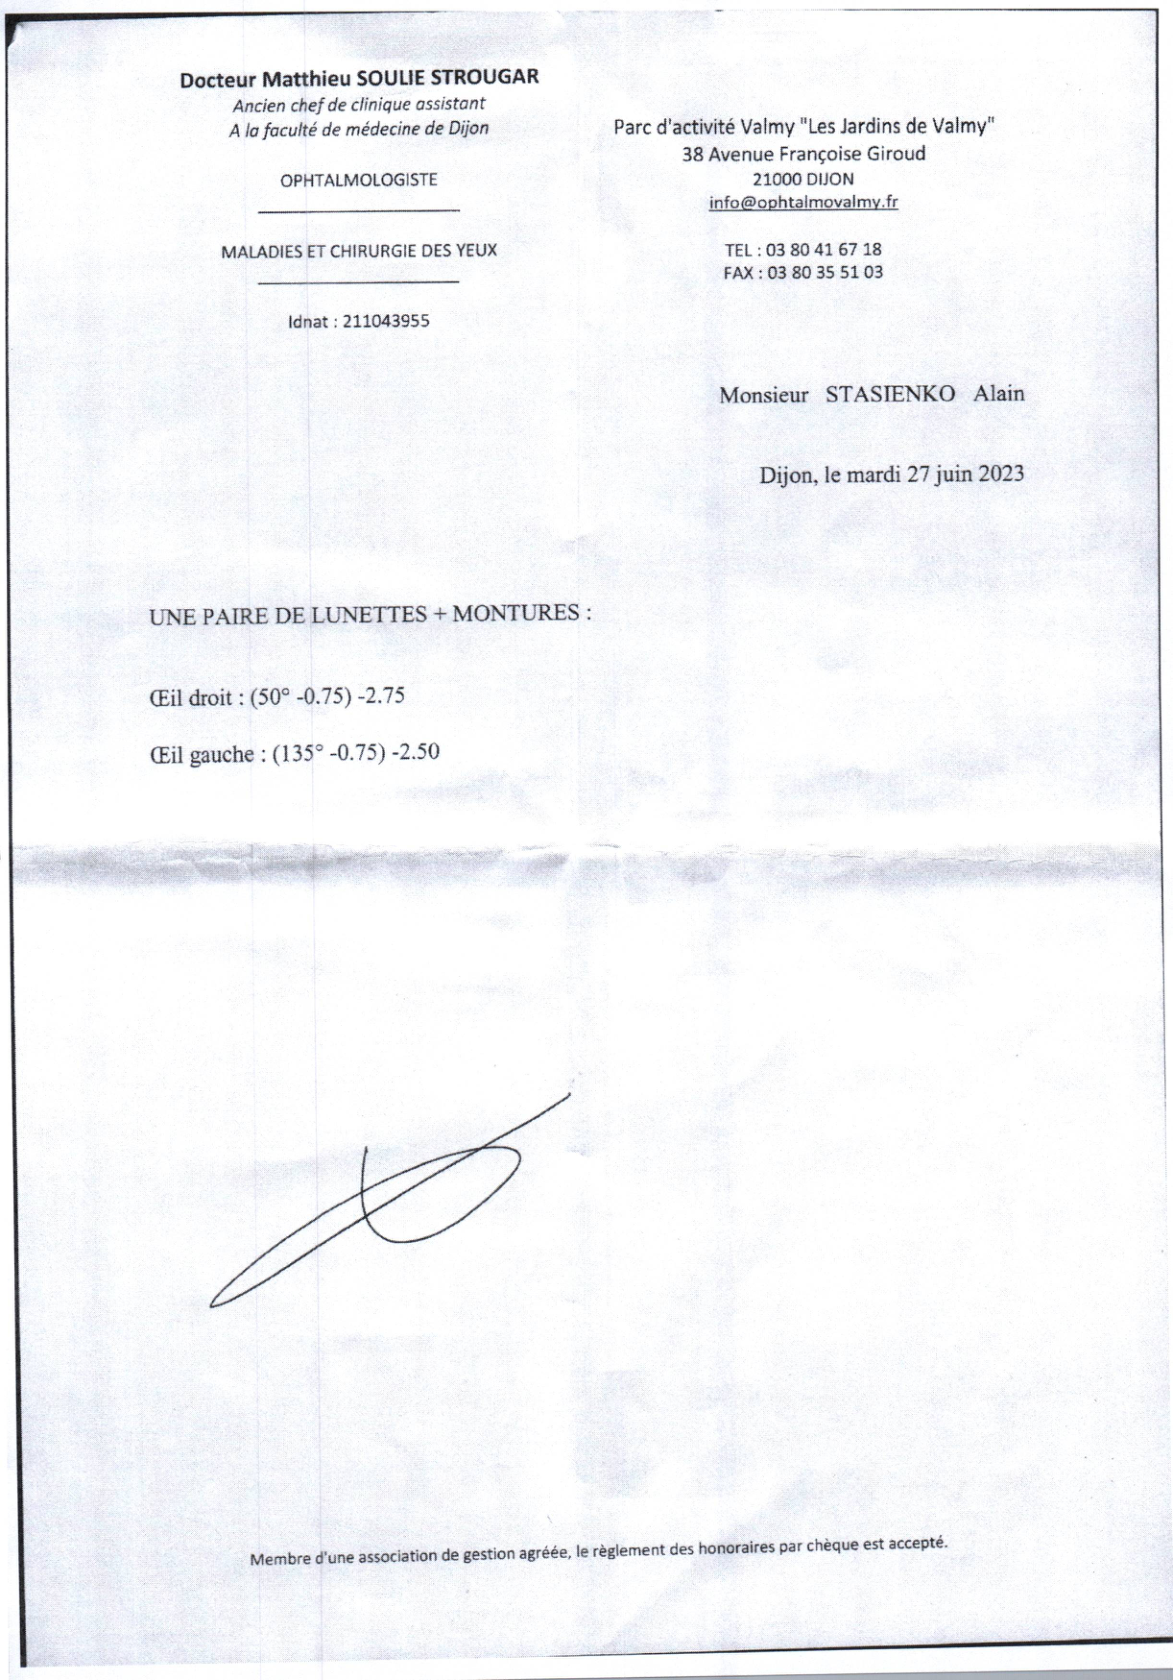 Docteur Matthieu SOULIE STROUGAR
Ancien chef de clinique assistant
A la faculté de médecine de Dijon
OPHTALMOLOGISTE
MALADIES ET CHIRURGIE DES YEUX
Idnat : 211043955
Parc d'activité Valmy "Les Jardins de Valmy"
38 Avenue Françoise Giroud
21000 DIJON
info@ophtalmovalmy.fr
TEL : 03 80 41 67 18
FAX : 03 80 35 51 03
Monsieur STASIENKO Alain
Dijon, le mardi 27 juin 2023
UNE PAIRE DE LUNETTES + MONTURES :
Œil droit : (50° -0.75) -2.75
Œil gauche : (135° -0.75) -2.50
Membre d'une association de gestion agréée, le règlement des honoraires par chèque est accepté.